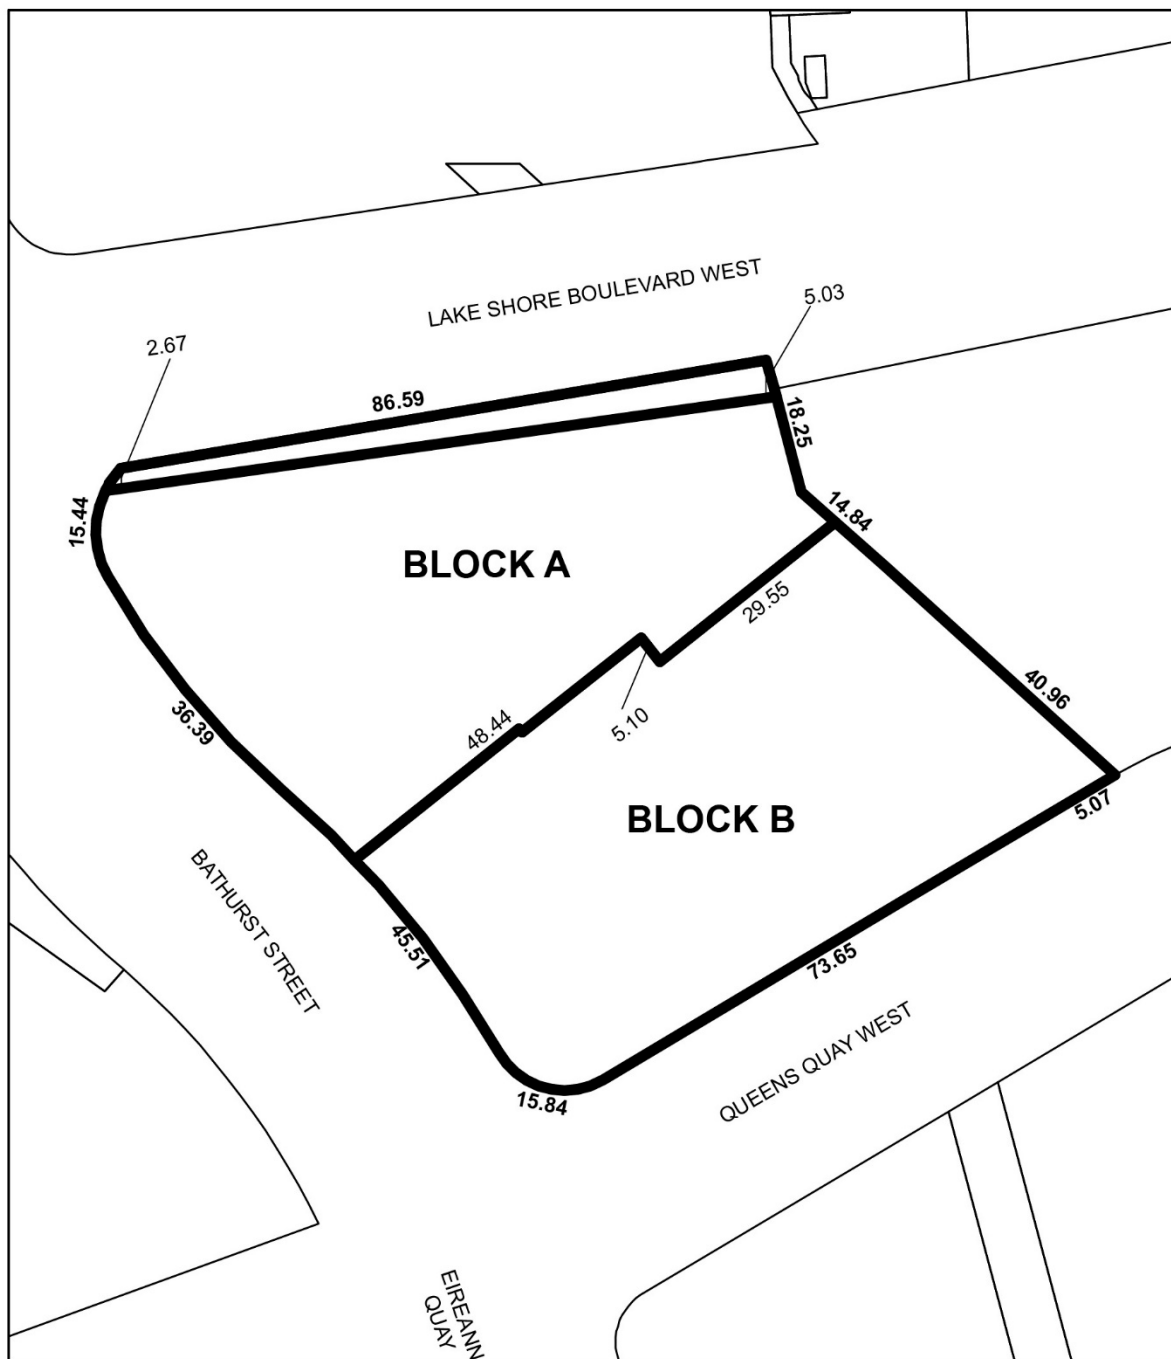 LAKE SHORE BOULEVARD WEST
5.03
2.67
86.59
18.25
15.44
14.84
BLOCK A
29.55
36.39
48.44
5.10
40.96
BLOCK B
5.07
BATHURST STREET
45.51
73.65
QUEENS QUAY WEST
15.84
EIREANN
QUAY